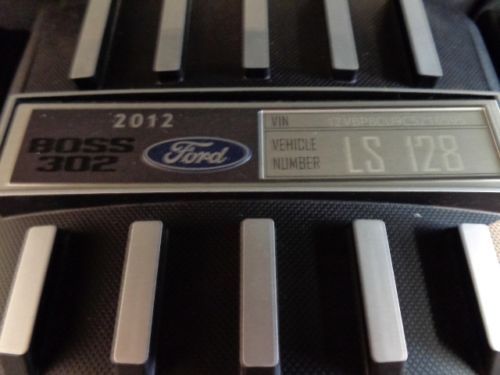 2012
BOSS
302
Ford
VIN
VEHICLE
NUMBER
LS 128